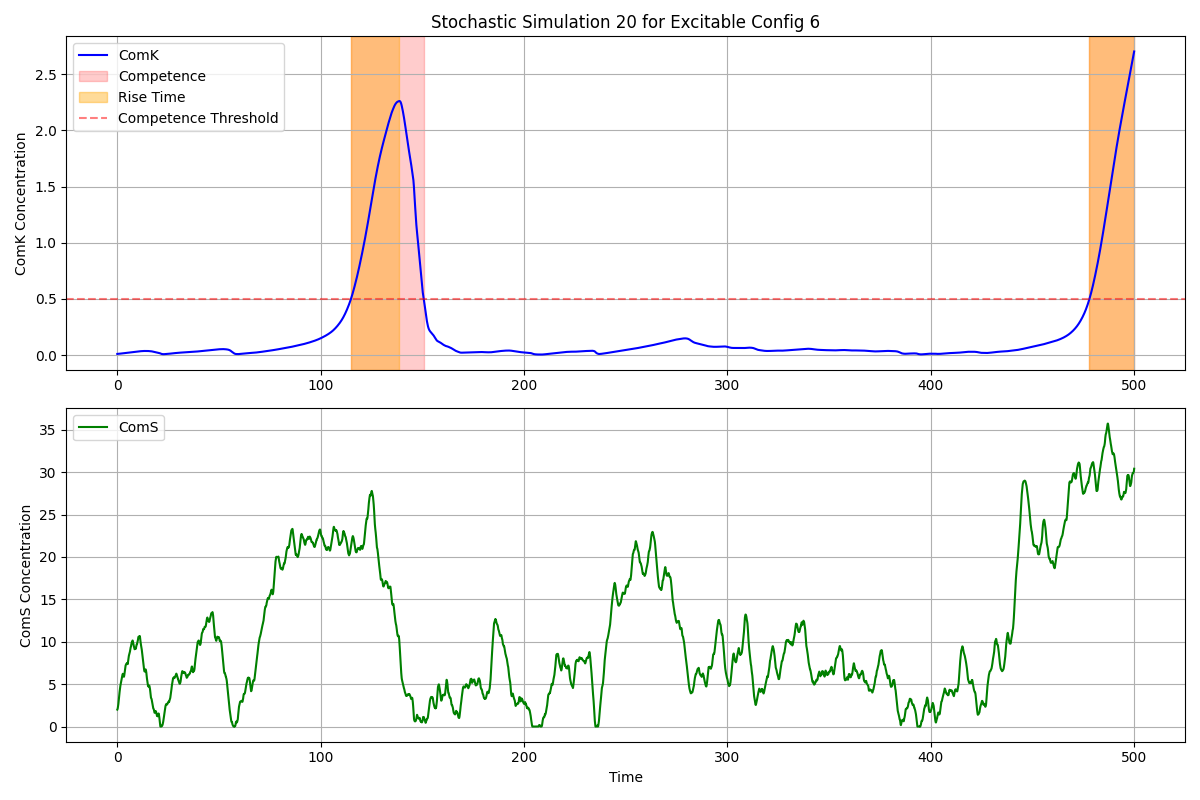 Stochastic Simulation 20 for Excitable Config 6
ComK
Competence
Rise Time
Competence Threshold
ComK Concentration
2.5
2.0
1.5
1.0
0.5
0.0
0 100 200 300 400 500
ComS
ComS Concentration
35
30
25
20
15
10
5
0
0 100 200 300 400 500
Time